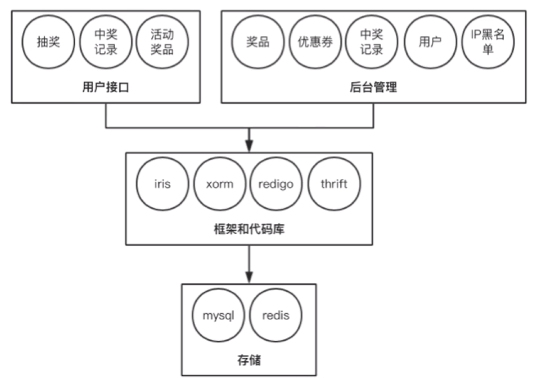 抽奖
中奖
记录
活动
奖品
用户接口
奖品
优惠券
中奖
记录
用户
IP黑名
单
后台管理
iris
xorm
redigo
thrift
框架和代码库
mysql
redis
存储